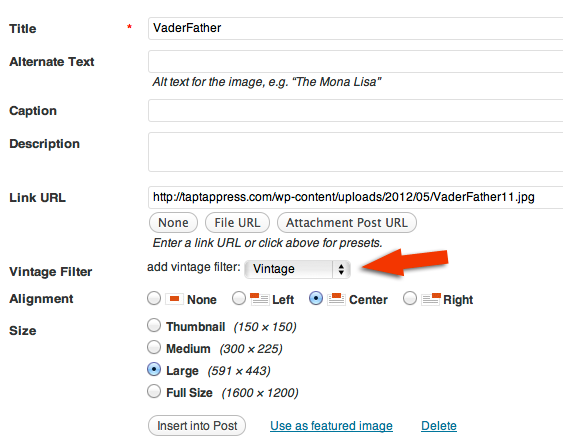 Title * VaderFather
Alternate Text
Alt text for the image, e.g. “The Mona Lisa”
Caption
Description
Link URL http://taptappress.com/wp-content/uploads/2012/05/VaderFather11.jpg
None File URL Attachment Post URL
Enter a link URL or click above for presets.
Vintage Filter add vintage filter: Vintage
Alignment None Left Center Right
Size Thumbnail (150 × 150)
Medium (300 × 225)
Large (591 × 443)
Full Size (1600 × 1200)
Insert into Post Use as featured image Delete